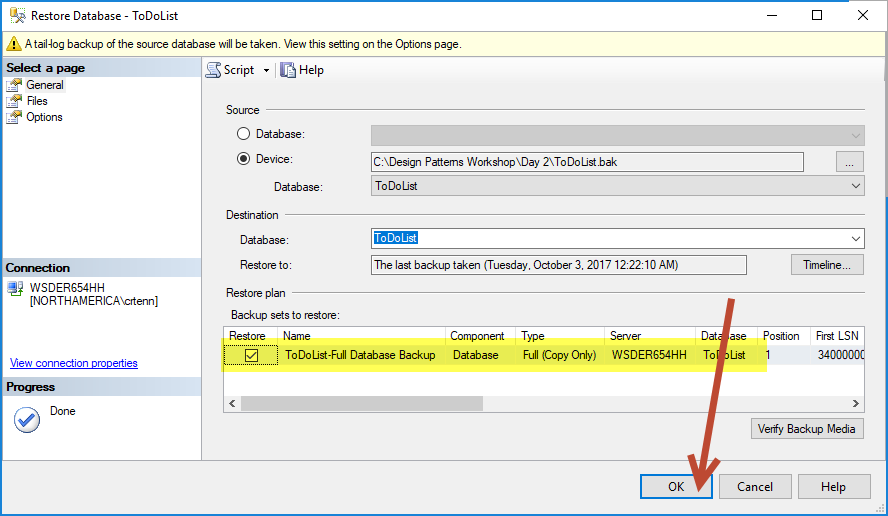 Restore Database - ToDoList
A tail-log backup of the source database will be taken. View this setting on the Options page.
Select a page
General
Files
Options
Script
Help
Source
Database:
Device:
C:\Design Patterns Workshop\Day 2\ToDoList.bak
...
Database:
ToDoList
Destination
Database:
ToDoList
Restore to:
The last backup taken (Tuesday, October 3, 2017 12:22:10 AM)
Timeline...
Restore plan
Backup sets to restore:
Restore Name Component Type Server Database Position First LSN
ToDoList-Full Database Backup Database Full (Copy Only) WSDER654HH ToDoList 1 34000000
Verify Backup Media
Connection
WSDER654HH
[NORTHAMERICA\crtenn]
View connection properties
Progress
Done
OK Cancel Help